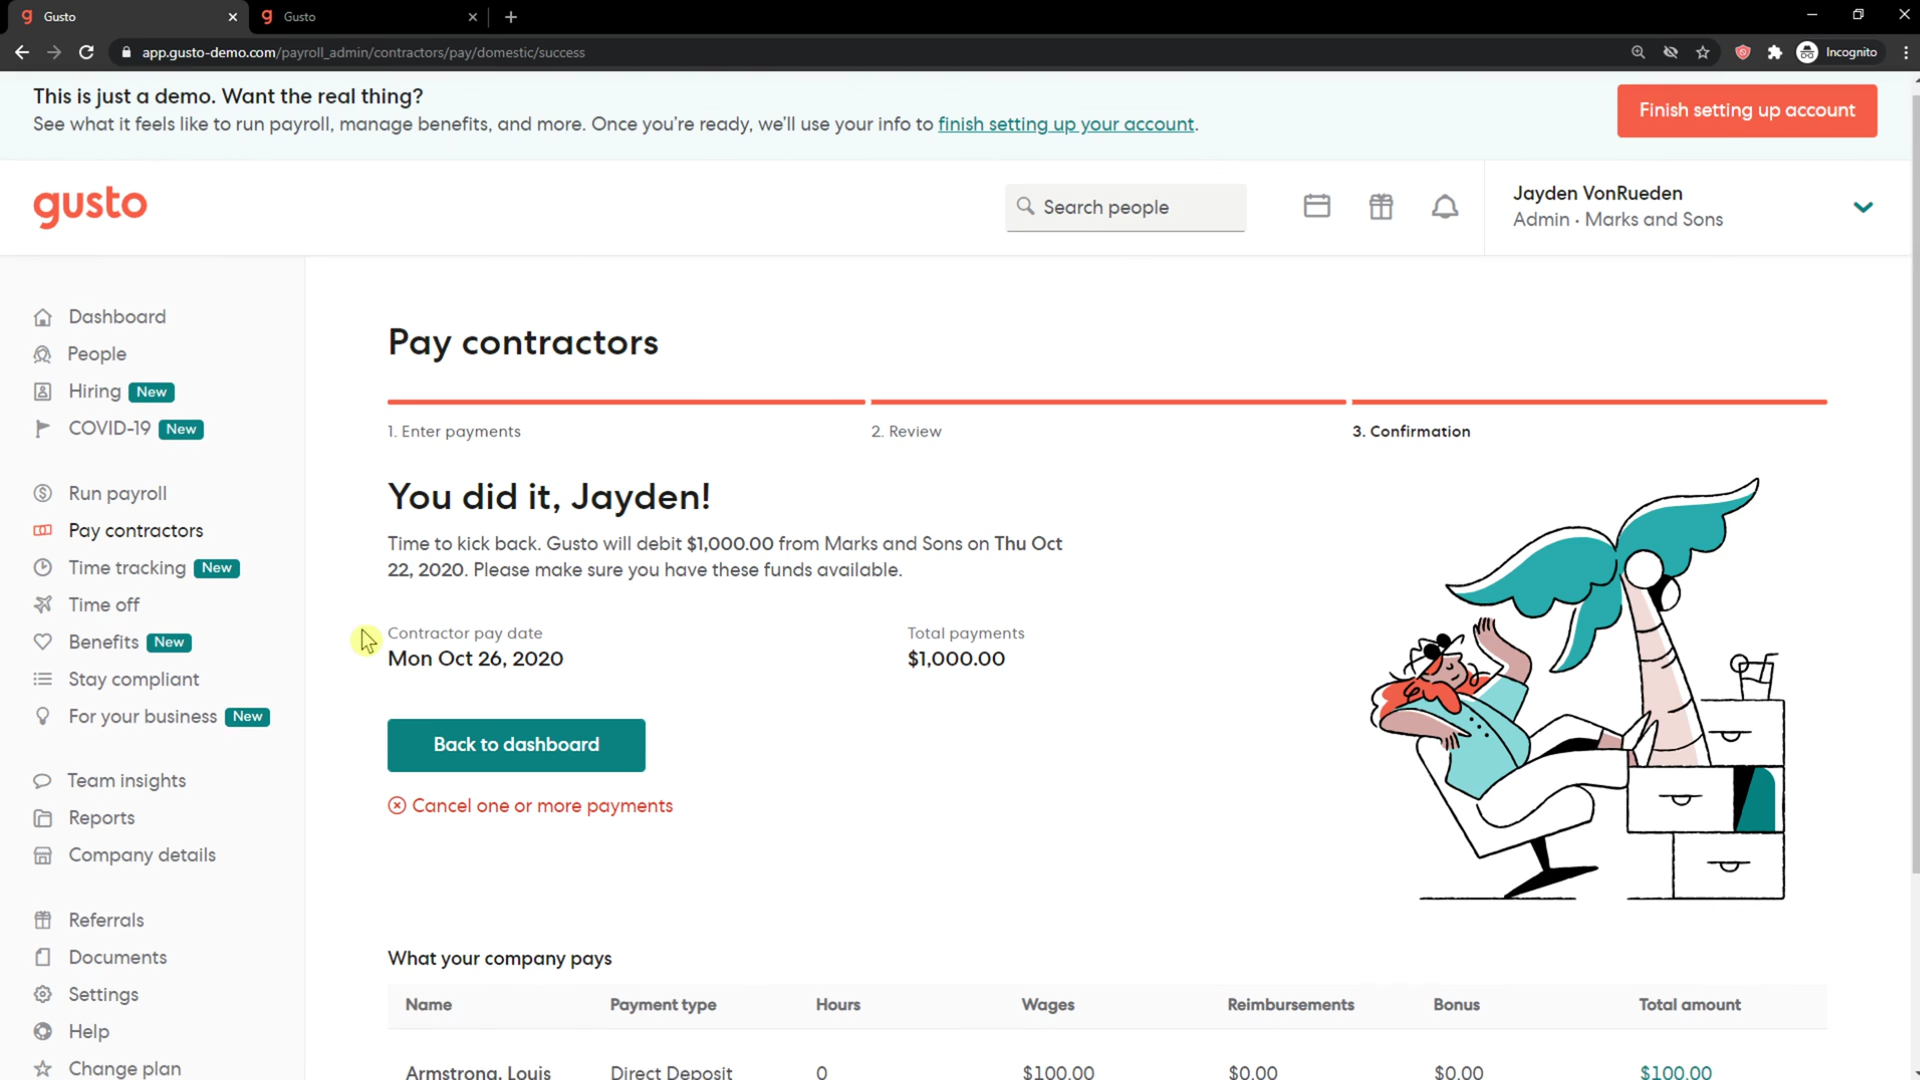 Gusto
Gusto
app.gusto-demo.com/payroll_admin/contractors/pay/domestic/success
Incognito
This is just a demo. Want the real thing?
See what it feels like to run payroll, manage benefits, and more. Once you're ready, we'll use your info to finish setting up your account.
Finish setting up account
gusto
Search people
Jayden VonRueden
Admin · Marks and Sons
Dashboard
People
Hiring New
COVID-19 New
Run payroll
Pay contractors
Time tracking New
Time off
Benefits New
Stay compliant
For your business New
Team insights
Reports
Company details
Referrals
Documents
Settings
Help
Change plan
Pay contractors
1. Enter payments
2. Review
3. Confirmation
You did it, Jayden!
Time to kick back. Gusto will debit $1,000.00 from Marks and Sons on Thu Oct
22, 2020. Please make sure you have these funds available.
Contractor pay date
Mon Oct 26, 2020
Total payments
$1,000.00
Back to dashboard
Cancel one or more payments
What your company pays
Name Payment type Hours Wages Reimbursements Bonus Total amount
Armstrong, Louis Direct Deposit 0 $100.00 $0.00 $0.00 $100.00